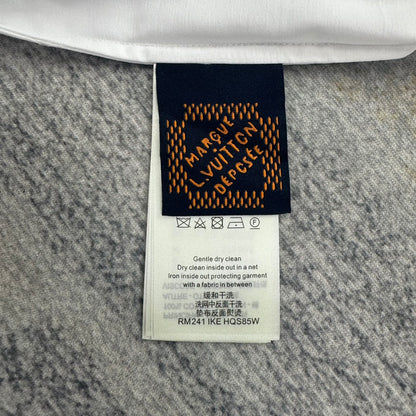 MARQUE
L.VUITTON
DÉPOSÉE
Gentle dry clean
Dry clean inside out in a net
Iron inside out protecting garment
with a fabric in between
缓和干洗
洗网中反面干洗
垫布反面熨烫
RM241 IKE HQS85W